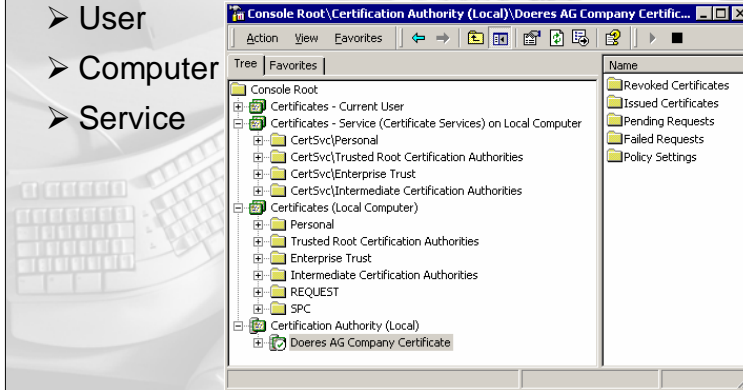 ➢ User
➢ Computer
➢ Service
Console Root\Certification Authority (Local)\Doeres AG Company Certific...
Action View Favorites
Tree Favorites
Name
Console Root
Certificates - Current User
Certificates - Service (Certificate Services) on Local Computer
CertSvc\Personal
CertSvc\Trusted Root Certification Authorities
CertSvc\Enterprise Trust
CertSvc\Intermediate Certification Authorities
Certificates (Local Computer)
Personal
Trusted Root Certification Authorities
Enterprise Trust
Intermediate Certification Authorities
REQUEST
SPC
Certification Authority (Local)
Doeres AG Company Certificate
Revoked Certificates
Issued Certificates
Pending Requests
Failed Requests
Policy Settings